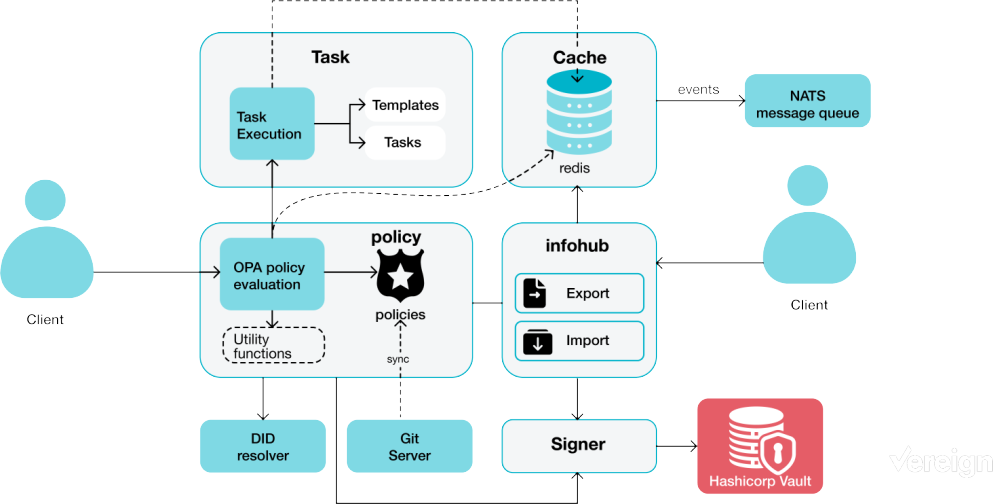 Task
Task
Execution
Templates
Tasks
Cache
redis
events
NATS
message queue
Client
OPA policy
evaluation
Utility
functions
policy
policies
sync
infohub
Export
Import
Client
DID
resolver
Git
Server
Signer
Hashicorp Vault
Vereign